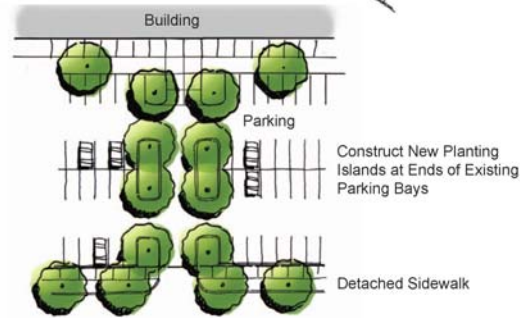 Building
Parking
Construct New Planting
Islands at Ends of Existing
Parking Bays
Detached Sidewalk